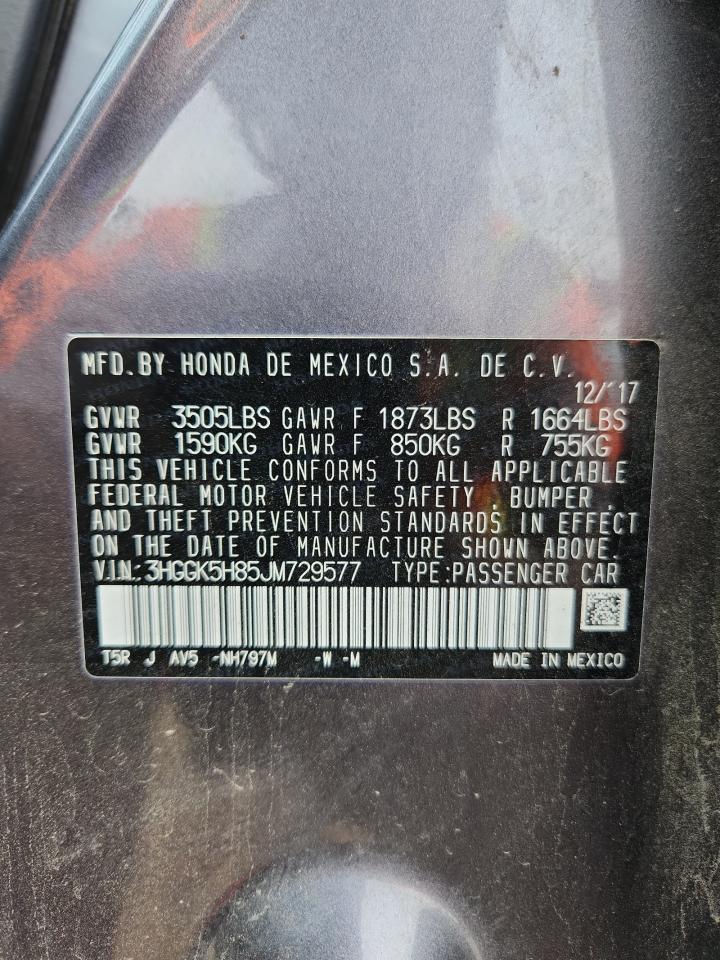 MFD. BY HONDA DE MEXICO S.A. DE C.V.
12/'17
GVWR 3505LBS GAWR F 1873LBS R 1664LBS
GVWR 1590KG GAWR F 850KG R 755KG
THIS VEHICLE CONFORMS TO ALL APPLICABLE
FEDERAL MOTOR VEHICLE SAFETY , BUMPER ,
AND THEFT PREVENTION STANDARDS IN EFFECT
ON THE DATE OF MANUFACTURE SHOWN ABOVE.
V.I.N.:3HGGK5H85JM729577 TYPE:PASSENGER CAR
T5R J AV5 -NH797M -W -M MADE IN MEXICO